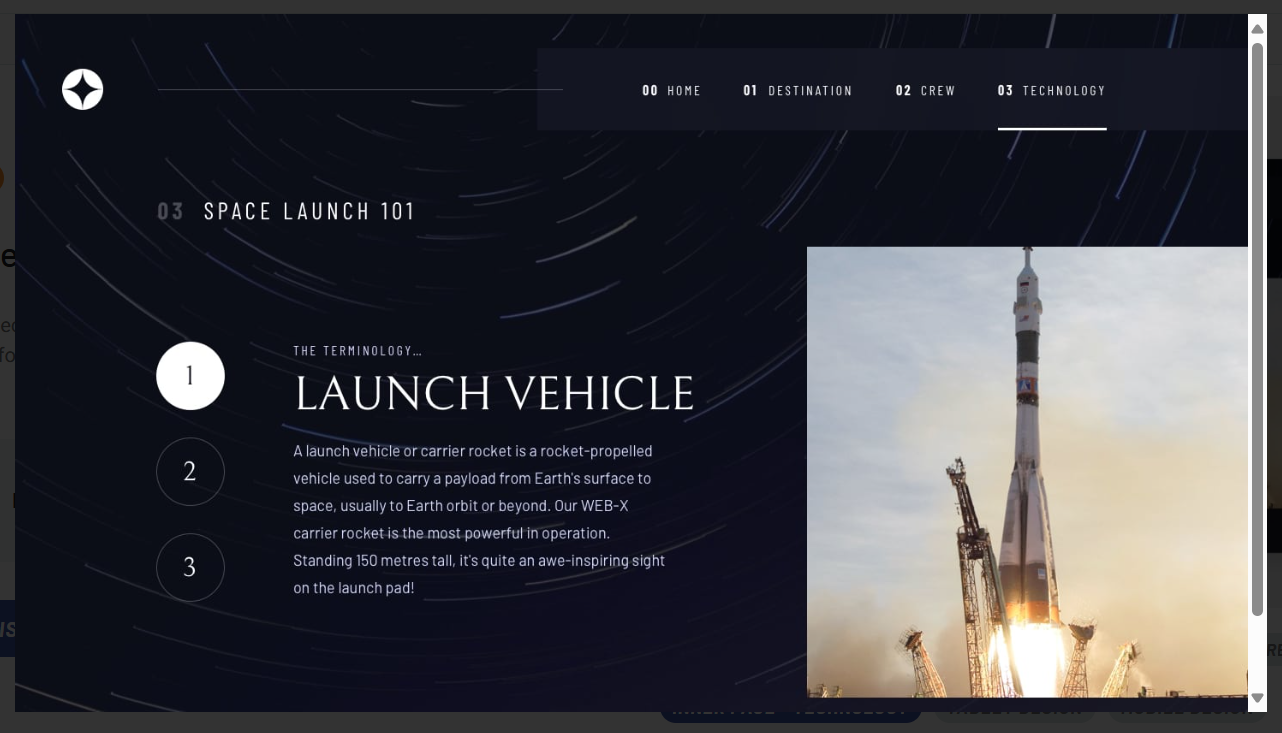 00 HOME
01 DESTINATION
02 CREW
03 TECHNOLOGY
03 SPACE LAUNCH 101
1
2
3
THE TERMINOLOGY…
LAUNCH VEHICLE
A launch vehicle or carrier rocket is a rocket-propelled
vehicle used to carry a payload from Earth's surface to
space, usually to Earth orbit or beyond. Our WEB-X
carrier rocket is the most powerful in operation.
Standing 150 metres tall, it's quite an awe-inspiring sight
on the launch pad!